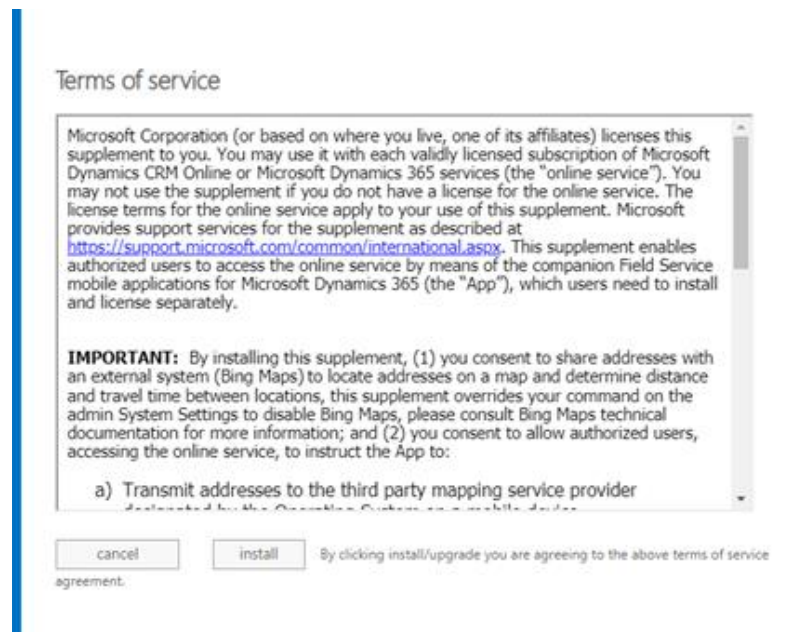 Terms of service
Microsoft Corporation (or based on where you live, one of its affiliates) licenses this
supplement to you. You may use it with each validly licensed subscription of Microsoft
Dynamics CRM Online or Microsoft Dynamics 365 services (the "online service"). You
may not use the supplement if you do not have a license for the online service. The
license terms for the online service apply to your use of this supplement. Microsoft
provides support services for the supplement as described at
https://support.microsoft.com/common/international.aspx. This supplement enables
authorized users to access the online service by means of the companion Field Service
mobile applications for Microsoft Dynamics 365 (the "App"), which users need to install
and license separately.
IMPORTANT: By installing this supplement, (1) you consent to share addresses with
an external system (Bing Maps) to locate addresses on a map and determine distance
and travel time between locations, this supplement overrides your command on the
admin System Settings to disable Bing Maps, please consult Bing Maps technical
documentation for more information; and (2) you consent to allow authorized users,
accessing the online service, to instruct the App to:
a) Transmit addresses to the third party mapping service provider
cancel install By clicking install/upgrade you are agreeing to the above terms of service
agreement.